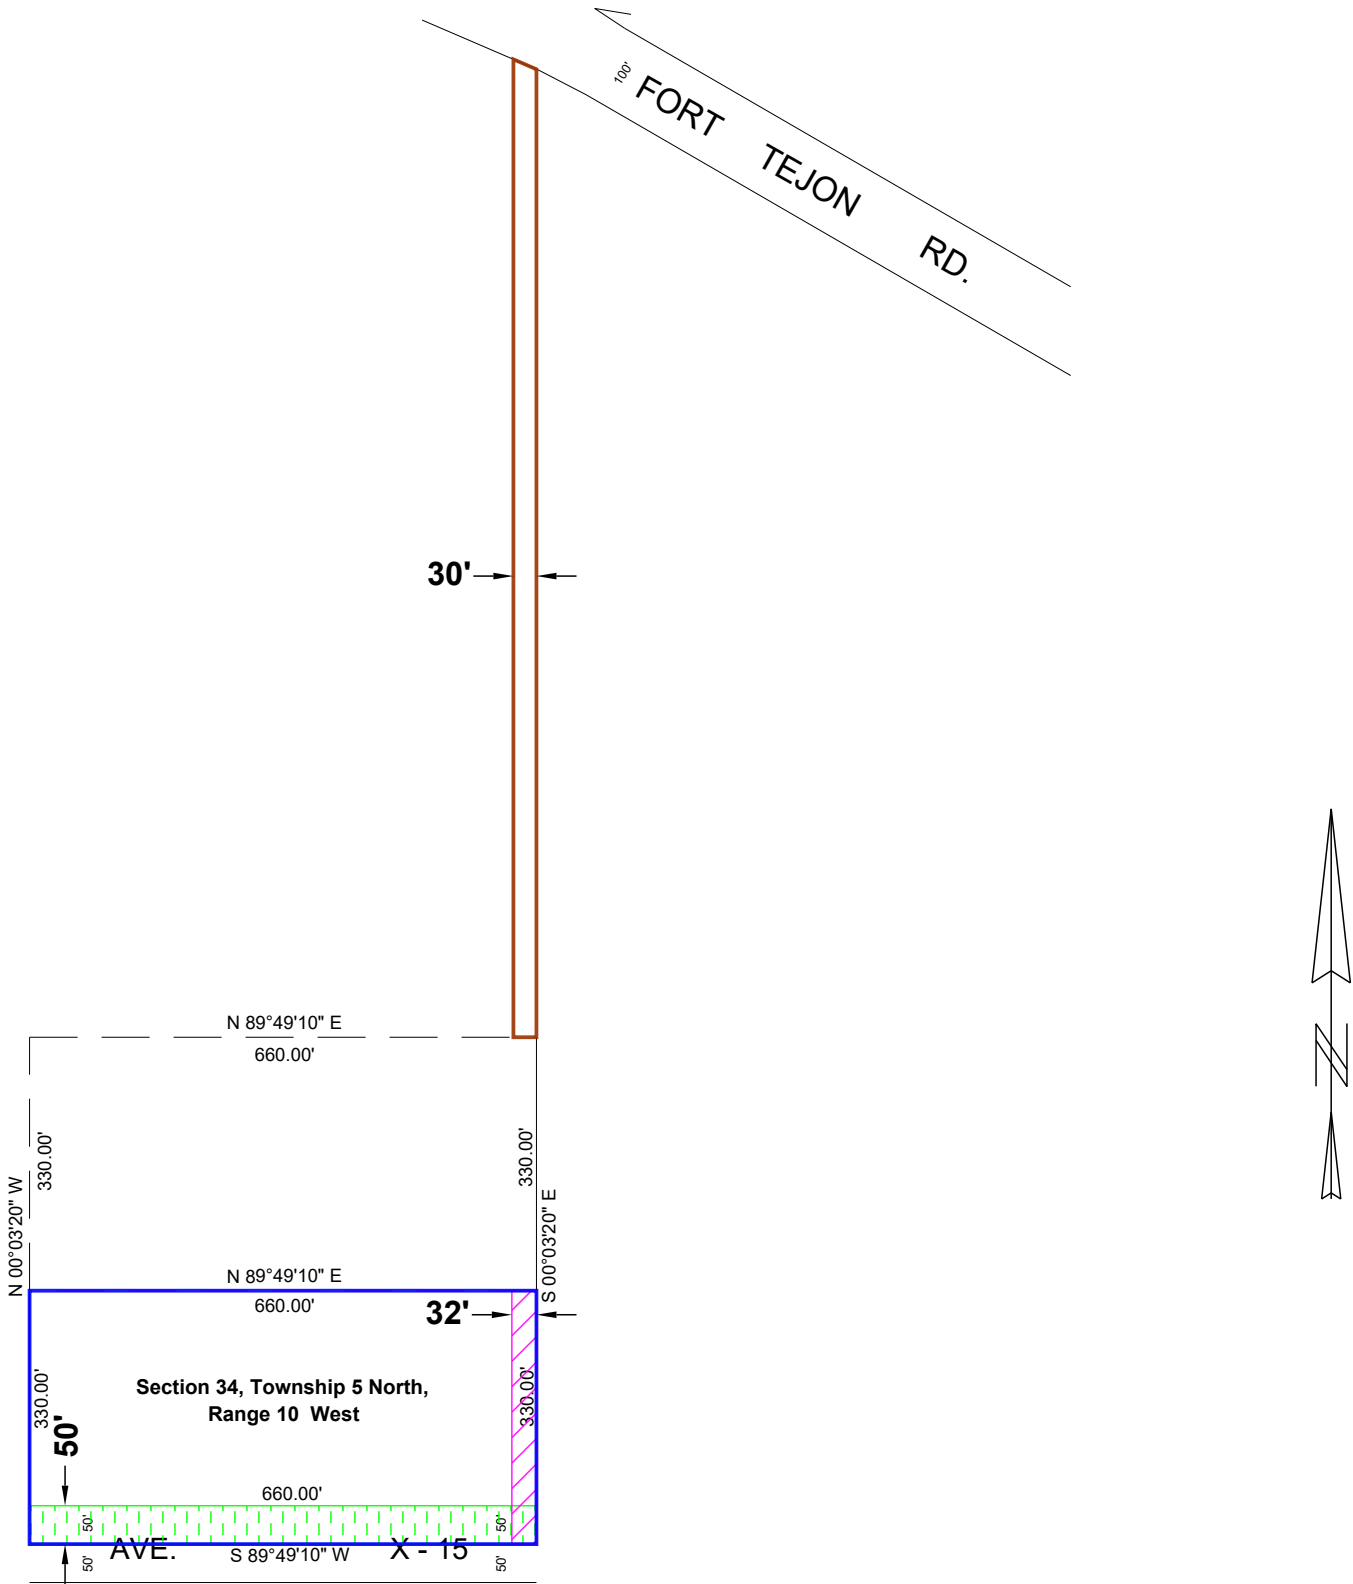 100'
FORT TEJON RD.
30'
N 89°49'10" E
660.00'
330.00'
330.00'
N 00°03'20" W
S 00°03'20" E
N
N 89°49'10" E
660.00'
32'
330.00'
Section 34, Township 5 North,
Range 10 West
330.00'
50'
660.00'
50'
50'
AVE. X - 15
S 89°49'10" W
50'
50'